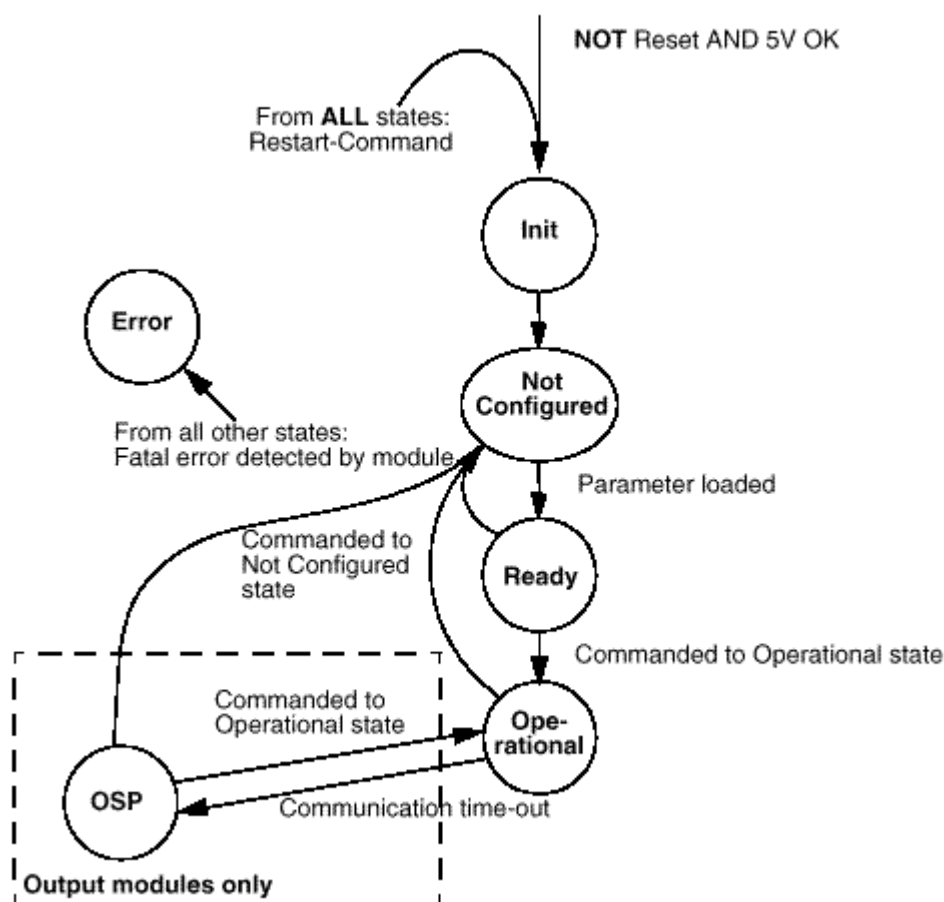 NOT Reset AND 5V OK
From ALL states:
Restart-Command
Init
Error
Not
Configured
From all other states:
Fatal error detected by module
Parameter loaded
Commanded to
Not Configured
state
Ready
Commanded to Operational state
Commanded to
Operational state
Ope-
rational
OSP
Communication time-out
Output modules only